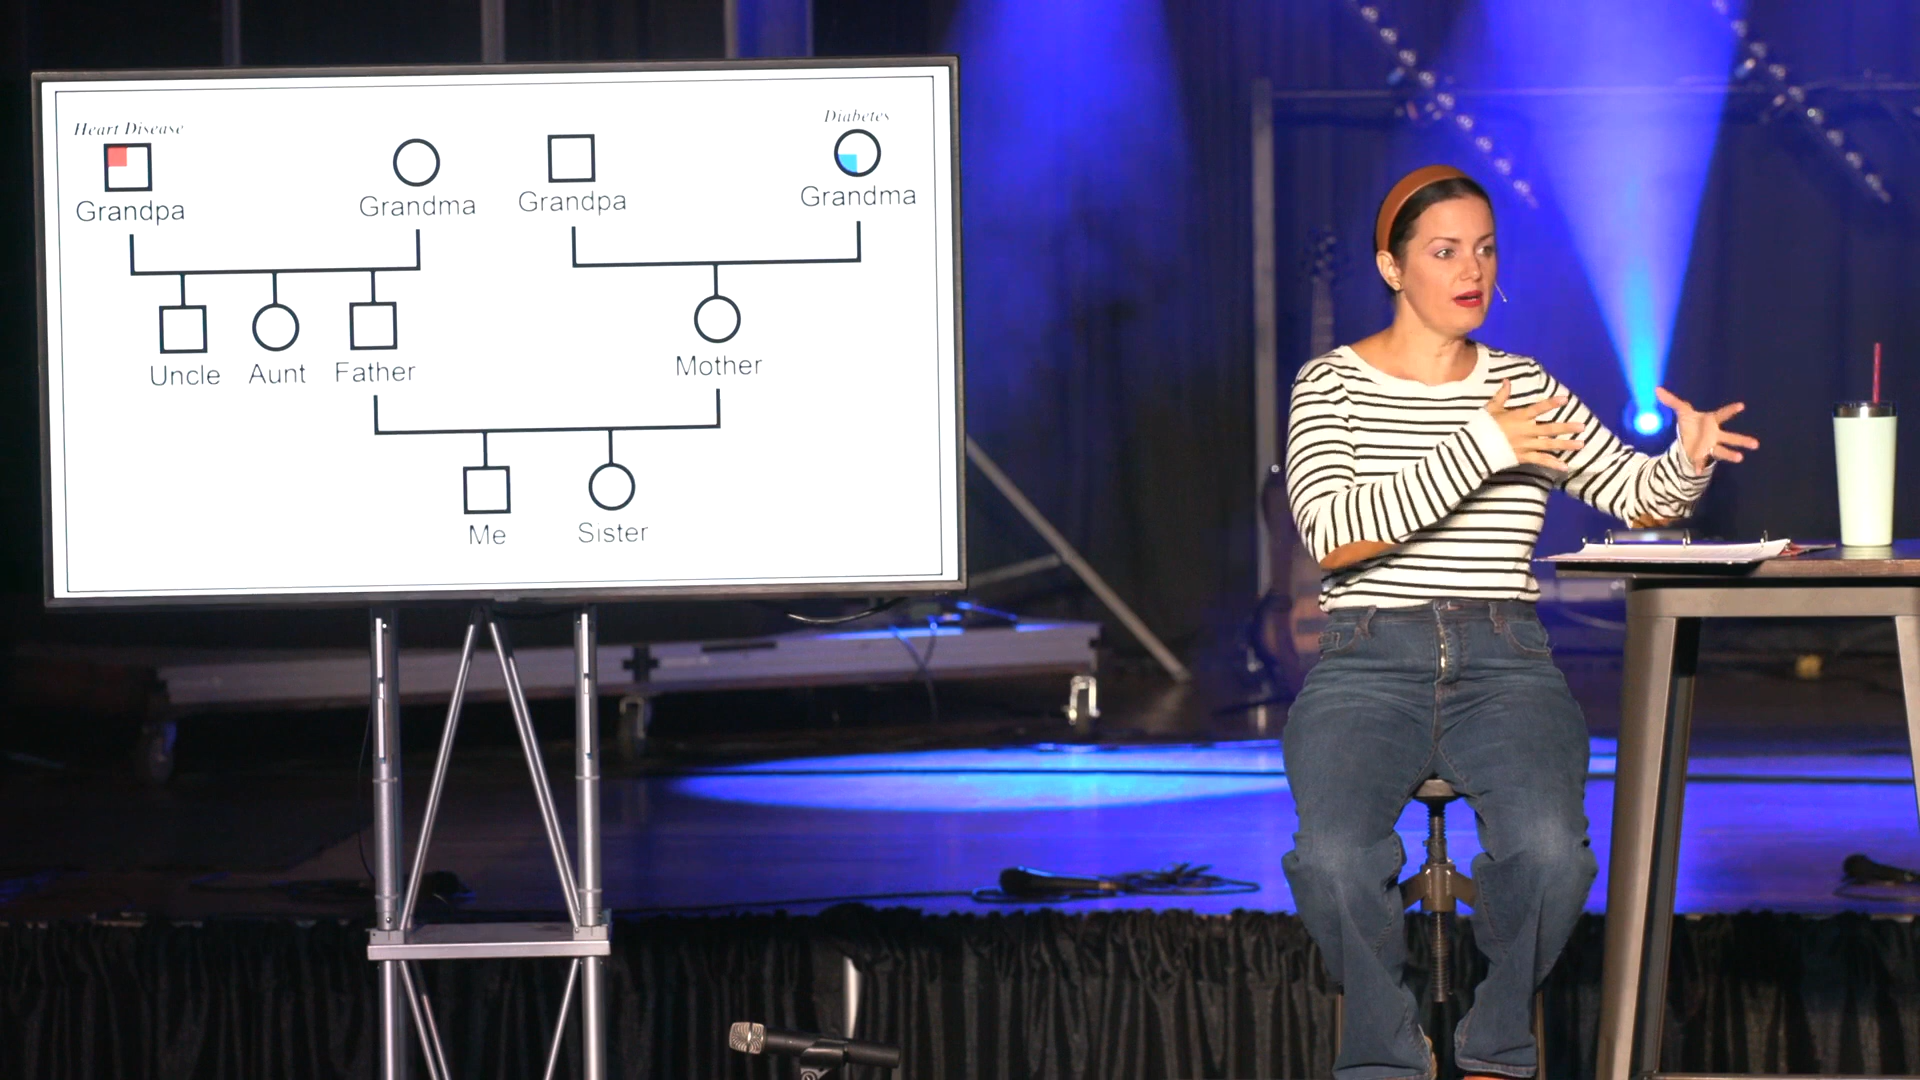 Heart Disease
Diabetes
Grandpa
Grandma
Grandpa
Grandma
Uncle
Aunt
Father
Mother
Me
Sister